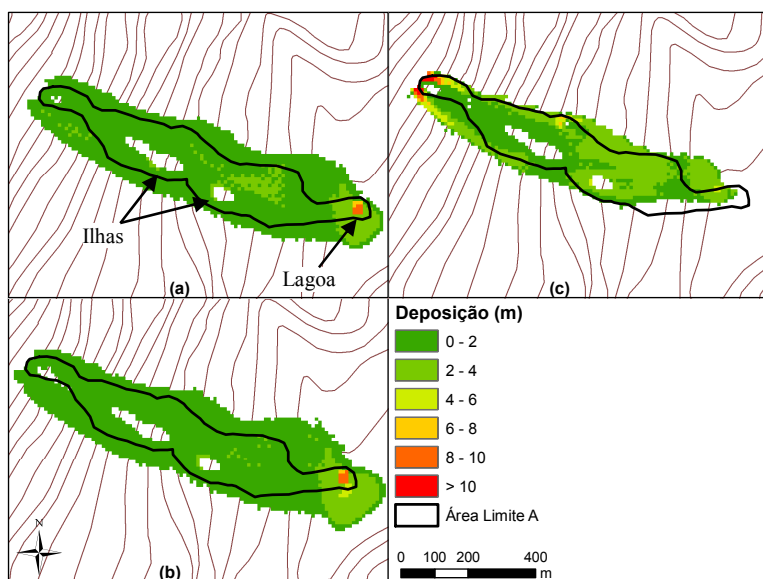 Ilhas
Lagoa
(a)
(c)
Deposição (m)
0 - 2
2 - 4
4 - 6
6 - 8
8 - 10
> 10
Área Limite A
N
0 100 200 400
m
(b)